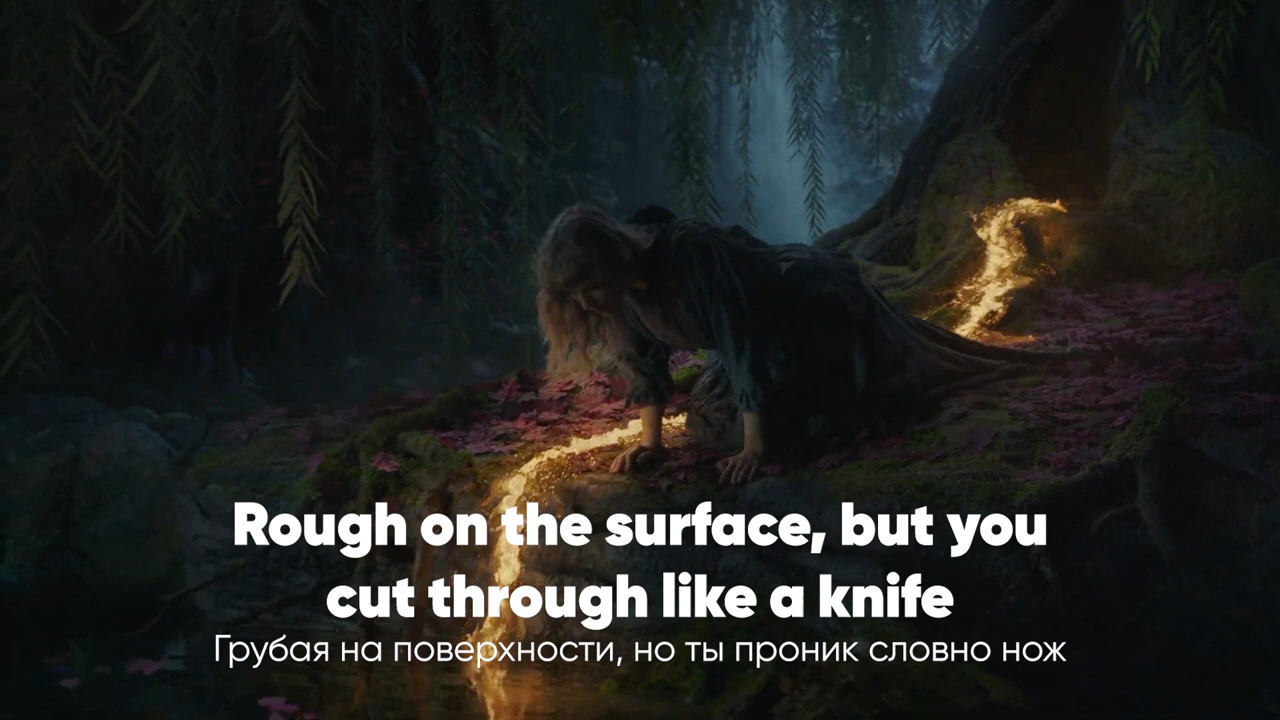 Rough on the surface, but you
cut through like a knife
Грубая на поверхности, но ты проник словно нож